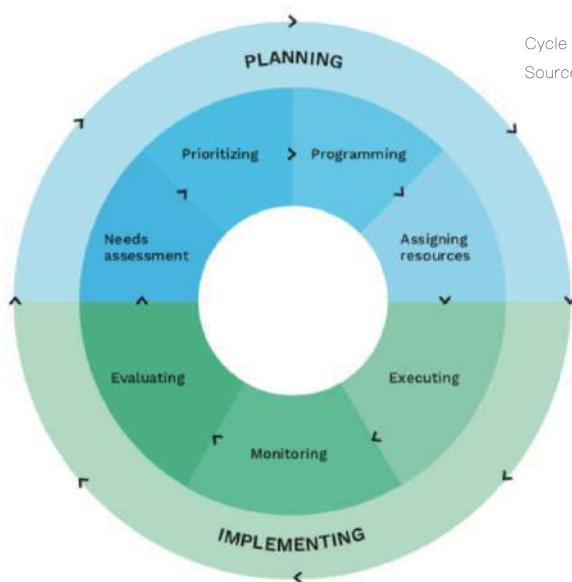 Cycle
Source
PLANNING
Prioritizing
Programming
Needs
assessment
Assigning
resources
Evaluating
Executing
Monitoring
IMPLEMENTING